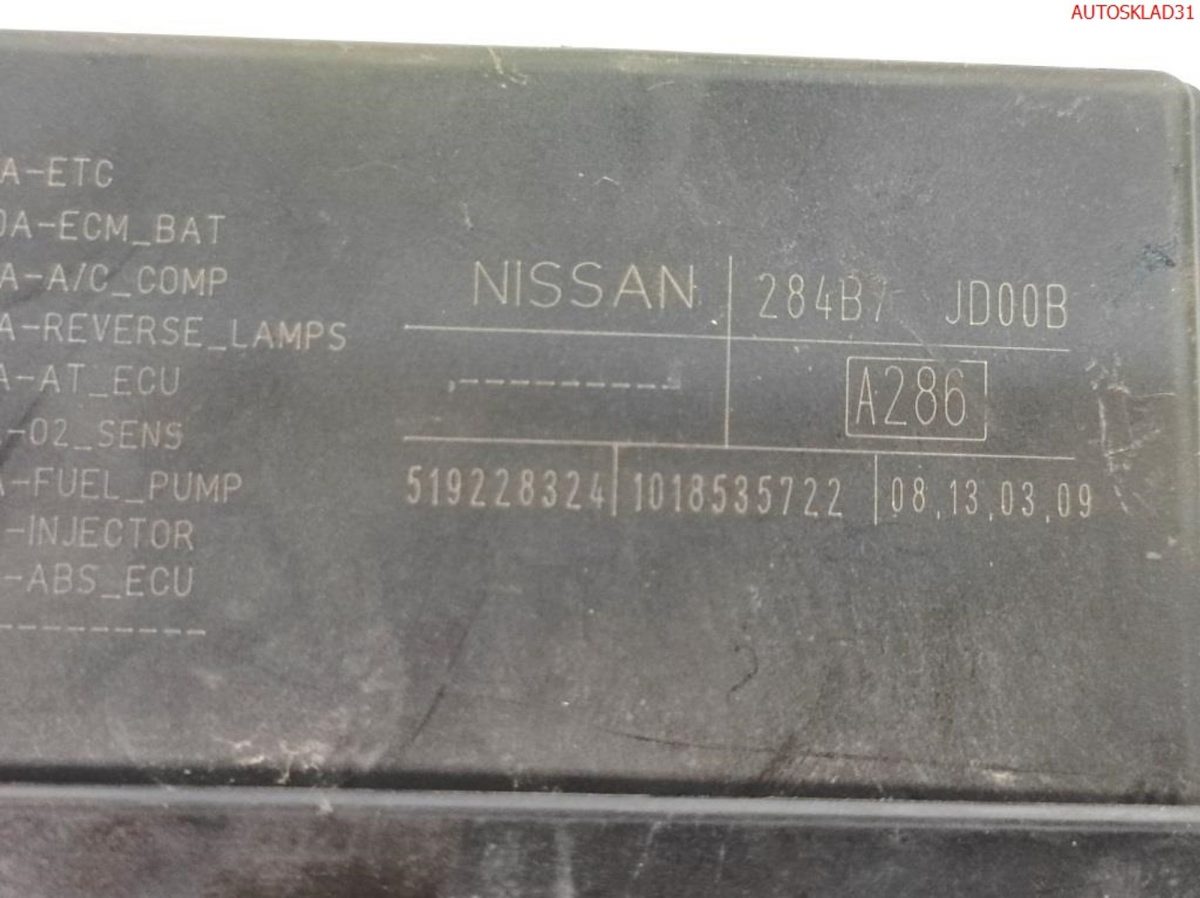 AUTOSKLAD31
A-ETC
0A-ECM_BAT
A-A/C_COMP
A-REVERSE_LAMPS
A-AT_ECU
-O2_SENS
A-FUEL_PUMP
-INJECTOR
-ABS_ECU
----------
NISSAN 284B7 JD00B
----------
A286
519228324 1018535722 08,13,03,09